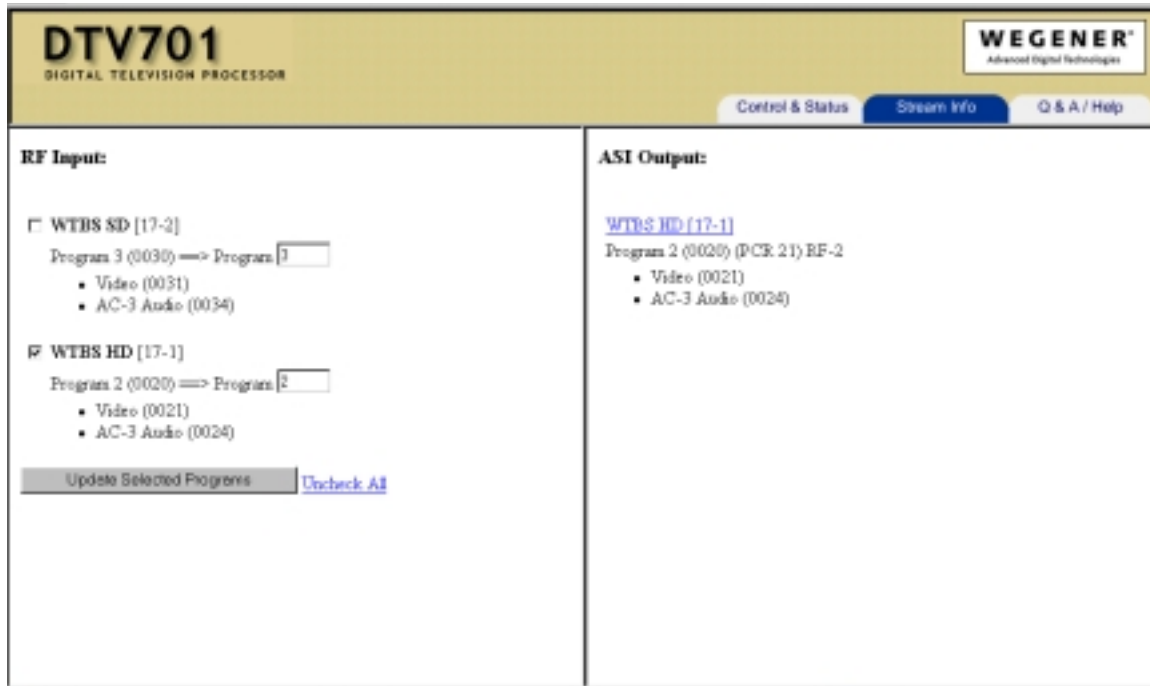 DTV701
DIGITAL TELEVISION PROCESSOR
WEGENER®
Advanced Digital Technologies
Control & Status
Stream Info
Q & A / Help
RF Input:
WTBS SD [17-2]
Program 3 (0030) ==> Program 3
• Video (0031)
• AC-3 Audio (0034)
WTBS HD [17-1]
Program 2 (0020) ==> Program 2
• Video (0021)
• AC-3 Audio (0024)
Update Selected Programs Uncheck All
ASI Output:
WTBS HD [17-1]
Program 2 (0020) (PCR 21) RF-2
• Video (0021)
• AC-3 Audio (0024)